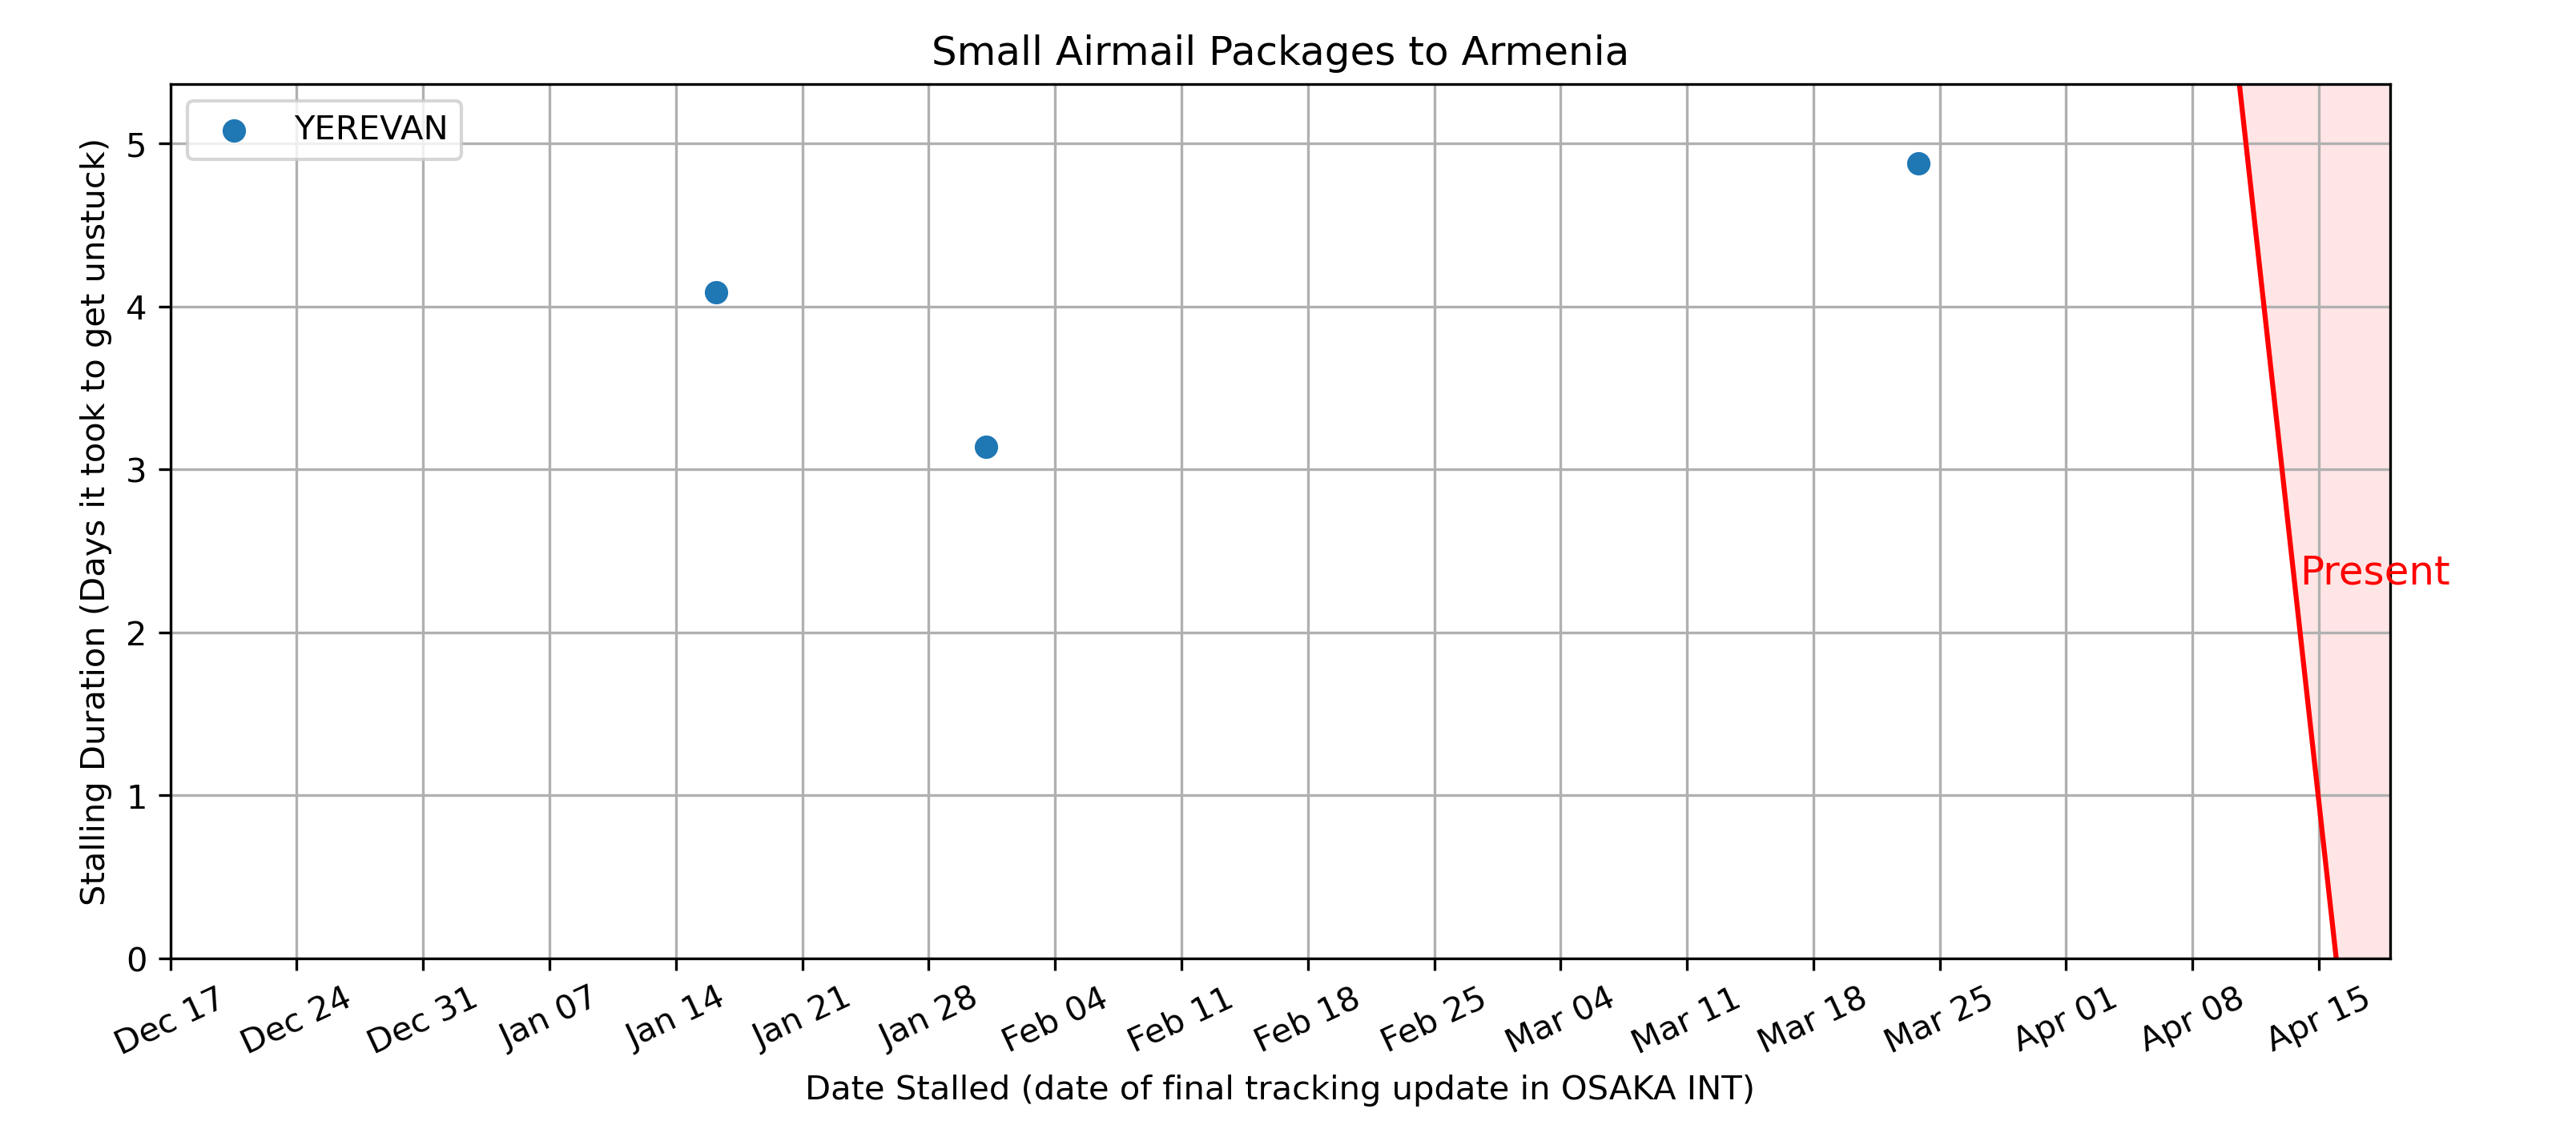 Small Airmail Packages to Armenia
YEREVAN
Stalling Duration (Days it took to get unstuck)
5
4
3
2
1
0
Present
Dec 17
Dec 24
Dec 31
Jan 07
Jan 14
Jan 21
Jan 28
Feb 04
Feb 11
Feb 18
Feb 25
Mar 04
Mar 11
Mar 18
Mar 25
Apr 01
Apr 08
Apr 15
Date Stalled (date of final tracking update in OSAKA INT)